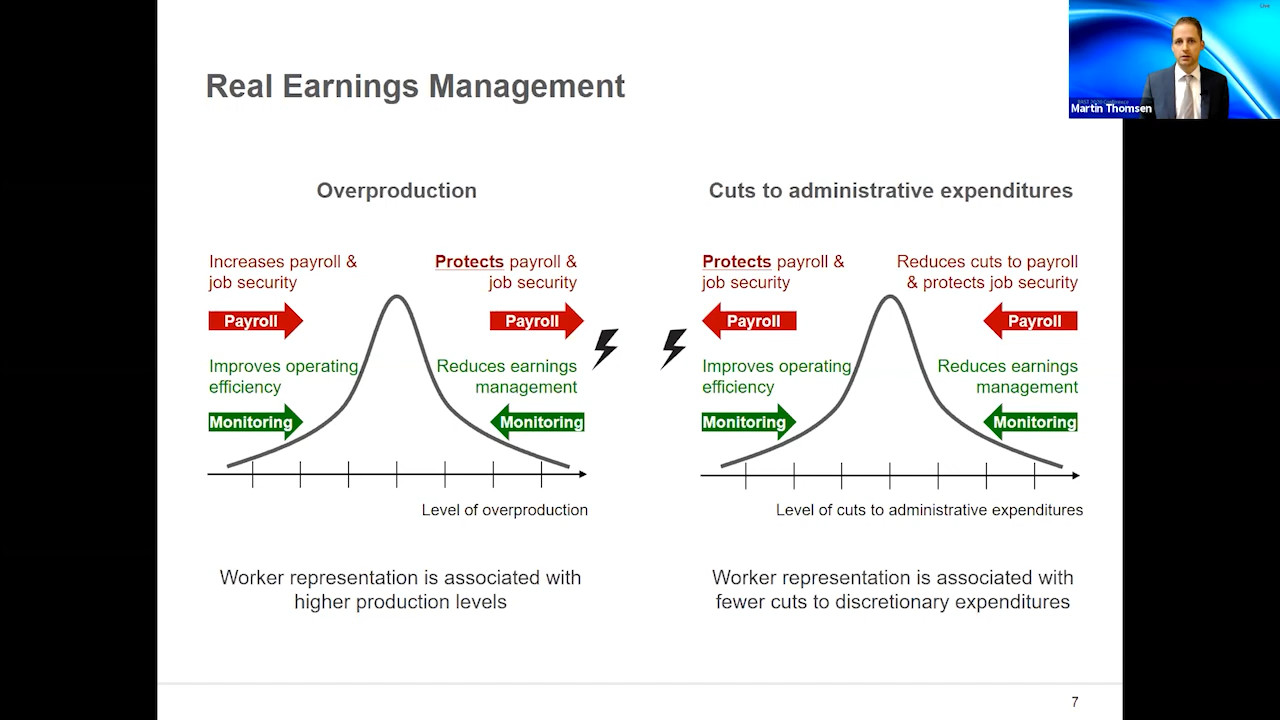 Live
Martin Thomsen
Real Earnings Management
Overproduction
Increases payroll &
job security
Protects payroll &
job security
Payroll
Payroll
Improves operating
efficiency
Reduces earnings
management
Monitoring
Monitoring
Level of overproduction
Worker representation is associated with
higher production levels
Cuts to administrative expenditures
Protects payroll &
job security
Reduces cuts to payroll
& protects job security
Payroll
Payroll
Improves operating
efficiency
Reduces earnings
management
Monitoring
Monitoring
Level of cuts to administrative expenditures
Worker representation is associated with
fewer cuts to discretionary expenditures
7